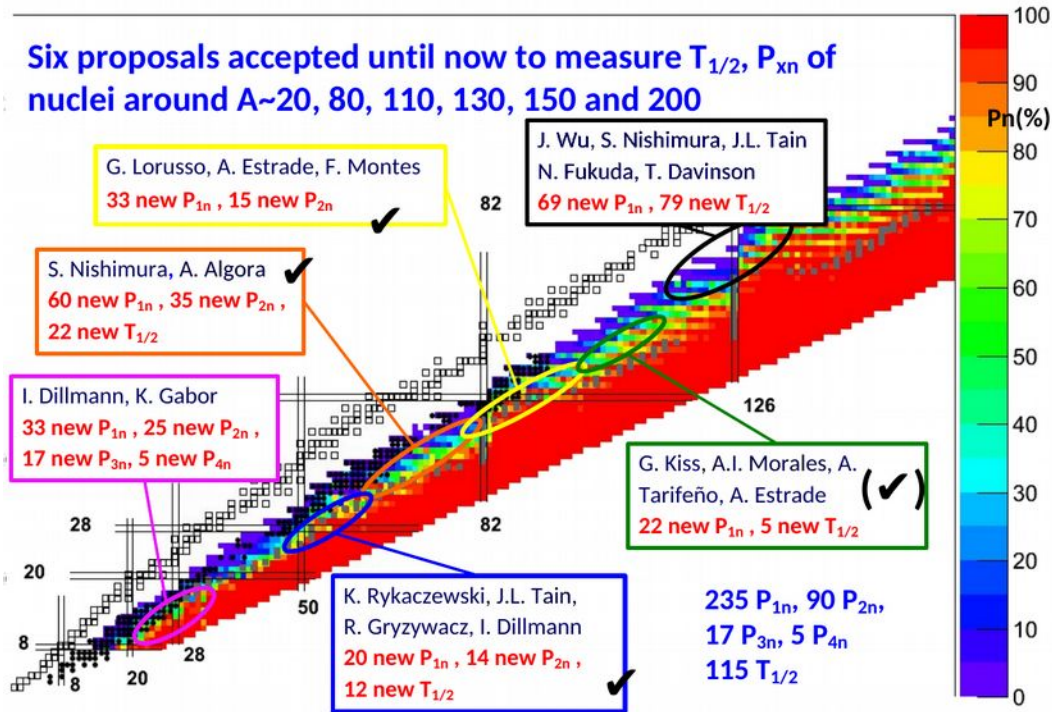 Six proposals accepted until now to measure T1/2, Pxn of
nuclei around A~20, 80, 110, 130, 150 and 200
100
90
Pn(%)
80
70
60
50
40
30
20
10
0
J. Wu, S. Nishimura, J.L. Tain
N. Fukuda, T. Davinson
69 new P1n , 79 new T1/2
G. Lorusso, A. Estrade, F. Montes
33 new P1n , 15 new P2n
✔
82
S. Nishimura, A. Algora ✔
60 new P1n , 35 new P2n ,
22 new T1/2
I. Dillmann, K. Gabor
33 new P1n , 25 new P2n ,
17 new P3n, 5 new P4n
126
G. Kiss, A.I. Morales, A.
Tarifeño, A. Estrade (✔)
22 new P1n , 5 new T1/2
28
82
20
50
8
28
8
20
K. Rykaczewski, J.L. Tain,
R. Gryzywacz, I. Dillmann
20 new P1n , 14 new P2n ,
12 new T1/2 ✔
235 P1n, 90 P2n,
17 P3n, 5 P4n
115 T1/2